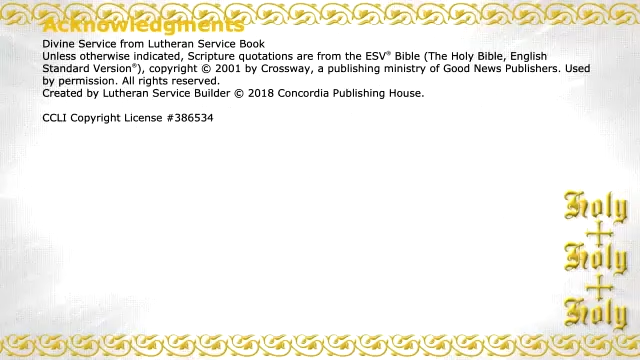 Acknowledgments
Divine Service from Lutheran Service Book
Unless otherwise indicated, Scripture quotations are from the ESV® Bible (The Holy Bible, English
Standard Version®), copyright © 2001 by Crossway, a publishing ministry of Good News Publishers. Used
by permission. All rights reserved.
Created by Lutheran Service Builder © 2018 Concordia Publishing House.
CCLI Copyright License #386534
Holy
Holy
Holy